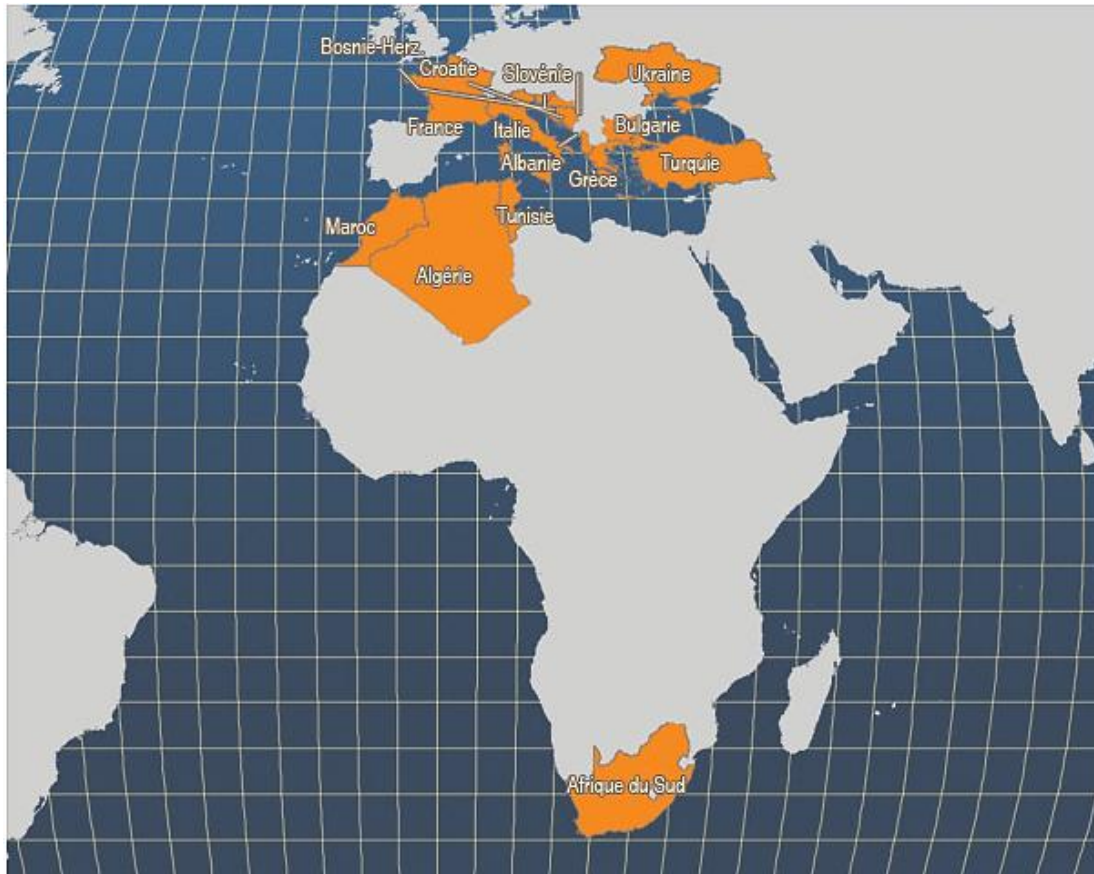 Bosnie-Herz.
Croatie
Slovénie
Ukraine
France
Italie
Bulgarie
Albanie
Grèce
Turquie
Maroc
Tunisie
Algérie
Afrique du Sud